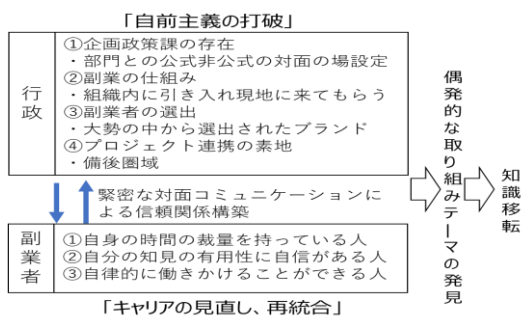 「自前主義の打破」
行政
①企画政策課の存在
・部門との公式非公式の対面の場設定
②副業の仕組み
・組織内に引き入れ現地に来てもらう
③副業者の選出
・大勢の中から選出されたブランド
④プロジェクト連携の素地
・備後圏域
緊密な対面コミュニケーションに
よる信頼関係構築
副業者
①自身の時間の裁量を持っている人
②自分の知見の有用性に自信がある人
③自律的に働きかけることができる人
「キャリアの見直し、再統合」
偶発的な取り組みテーマの発見
知識移転